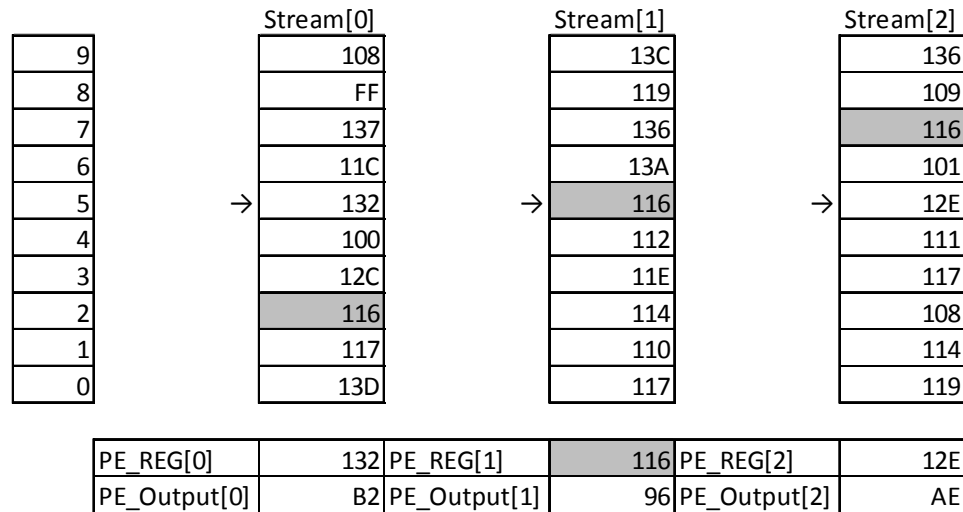 Stream[0] Stream[1] Stream[2]
9 108 13C 136
8 FF 119 109
7 137 136 116
6 11C 13A 101
5 → 132 → 116 → 12E
4 100 112 111
3 12C 11E 117
2 116 114 108
1 117 110 114
0 13D 117 119
PE_REG[0] 132 PE_REG[1] 116 PE_REG[2] 12E
PE_Output[0] B2 PE_Output[1] 96 PE_Output[2] AE